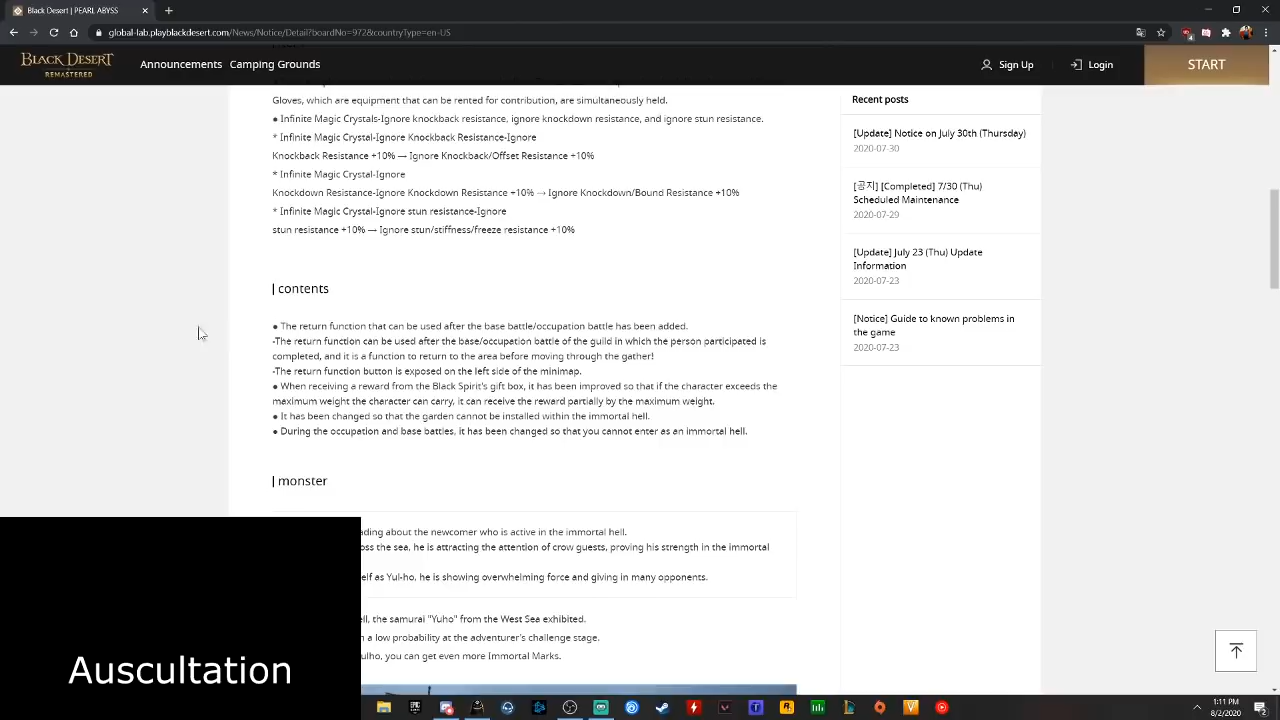 Black Desert | PEARL ABYSS
global-lab.playblackdesert.com/News/Notice/Detail?boardNo=972&countryType=en-US
BLACK DESERT
REMASTERED
Announcements Camping Grounds
Sign Up
Login
START
Gloves, which are equipment that can be rented for contribution, are simultaneously held.
● Infinite Magic Crystals-Ignore knockback resistance, ignore knockdown resistance, and ignore stun resistance.
* Infinite Magic Crystal-Ignore Knockback Resistance-Ignore
Knockback Resistance +10% → Ignore Knockback/Offset Resistance +10%
* Infinite Magic Crystal-Ignore
Knockdown Resistance-Ignore Knockdown Resistance +10% → Ignore Knockdown/Bound Resistance +10%
* Infinite Magic Crystal-Ignore stun resistance-Ignore
stun resistance +10% → Ignore stun/stiffness/freeze resistance +10%
| contents
● The return function that can be used after the base battle/occupation battle has been added.
-The return function can be used after the base/occupation battle of the guild in which the person participated is
completed, and it is a function to return to the area before moving through the gather!
-The return function button is exposed on the left side of the minimap.
● When receiving a reward from the Black Spirit's gift box, it has been improved so that if the character exceeds the
maximum weight the character can carry, it can receive the reward partially by the maximum weight.
● It has been changed so that the garden cannot be installed within the immortal hell.
● During the occupation and base battles, it has been changed so that you cannot enter as an immortal hell.
| monster
ading about the newcomer who is active in the immortal hell.
oss the sea, he is attracting the attention of crow guests, proving his strength in the immortal
elf as Yul-ho, he is showing overwhelming force and giving in many opponents.
ll, the samurai "Yuho" from the West Sea exhibited.
n a low probability at the adventurer's challenge stage.
ulho, you can get even more Immortal Marks.
Recent posts
[Update] Notice on July 30th (Thursday)
2020-07-30
[공지] [Completed] 7/30 (Thu)
Scheduled Maintenance
2020-07-29
[Update] July 23 (Thu) Update
Information
2020-07-23
[Notice] Guide to known problems in
the game
2020-07-23
Auscultation
1:11 PM
8/2/2020